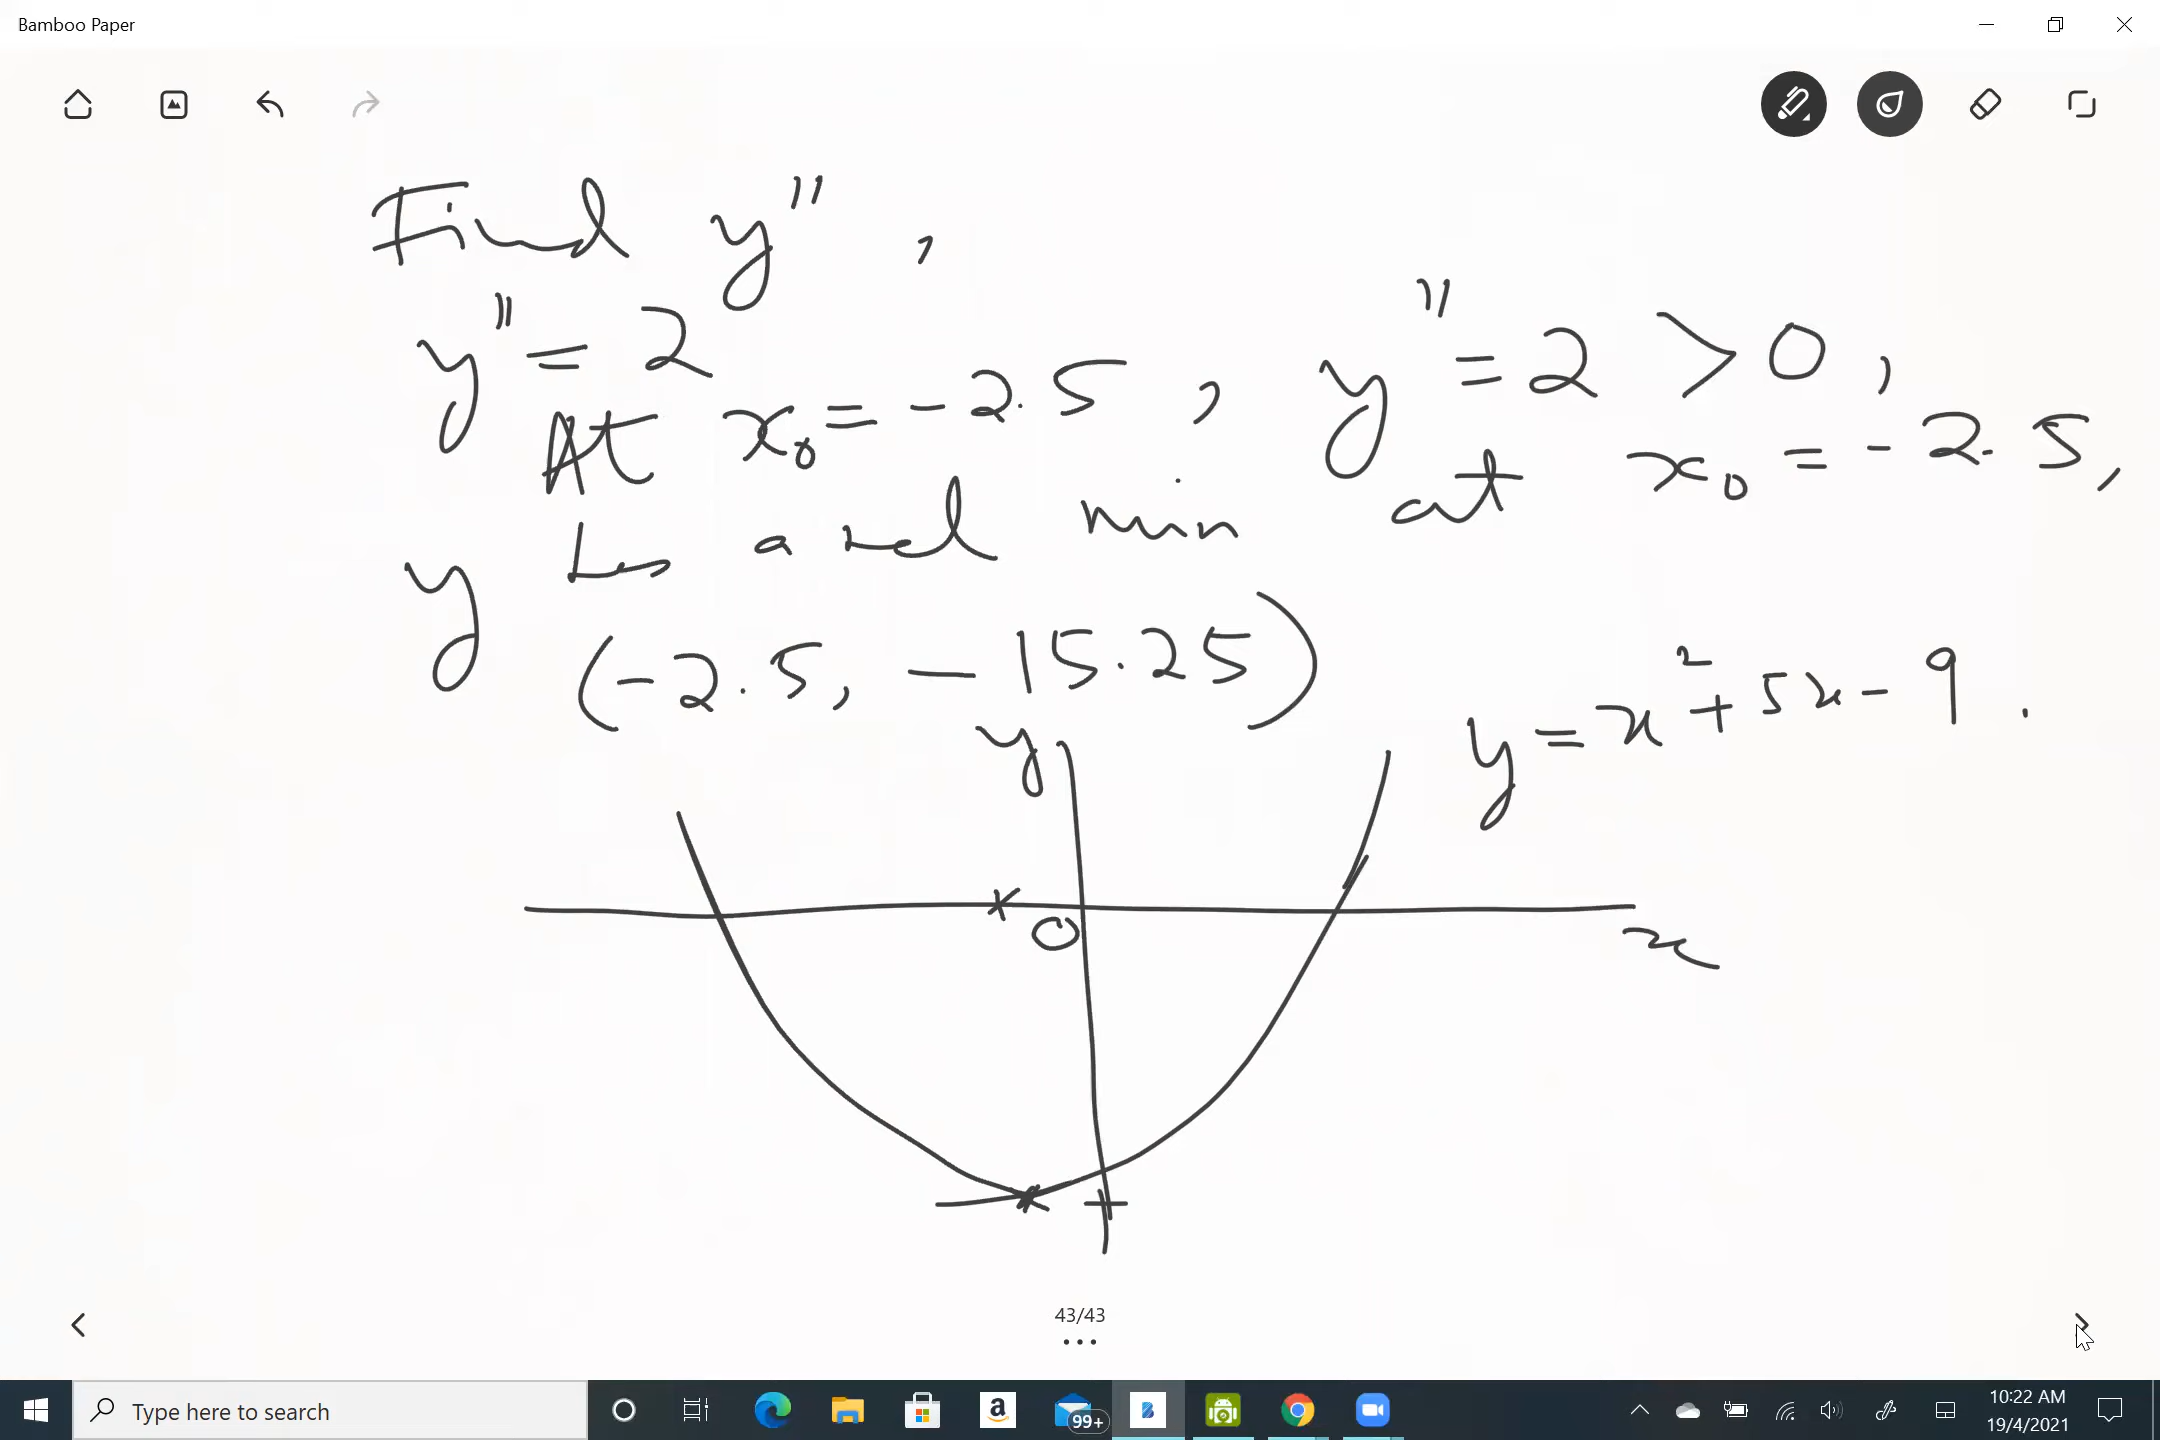 Bamboo Paper
Find y'' ,
y'' = 2
At x₀ = -2.5 , y'' = 2 > 0 ,
y has a rel min at x₀ = -2.5,
(-2.5, -15.25)
y = x² + 5x - 9 .
y
O
x
43/43
Type here to search
99+
10:22 AM
19/4/2021